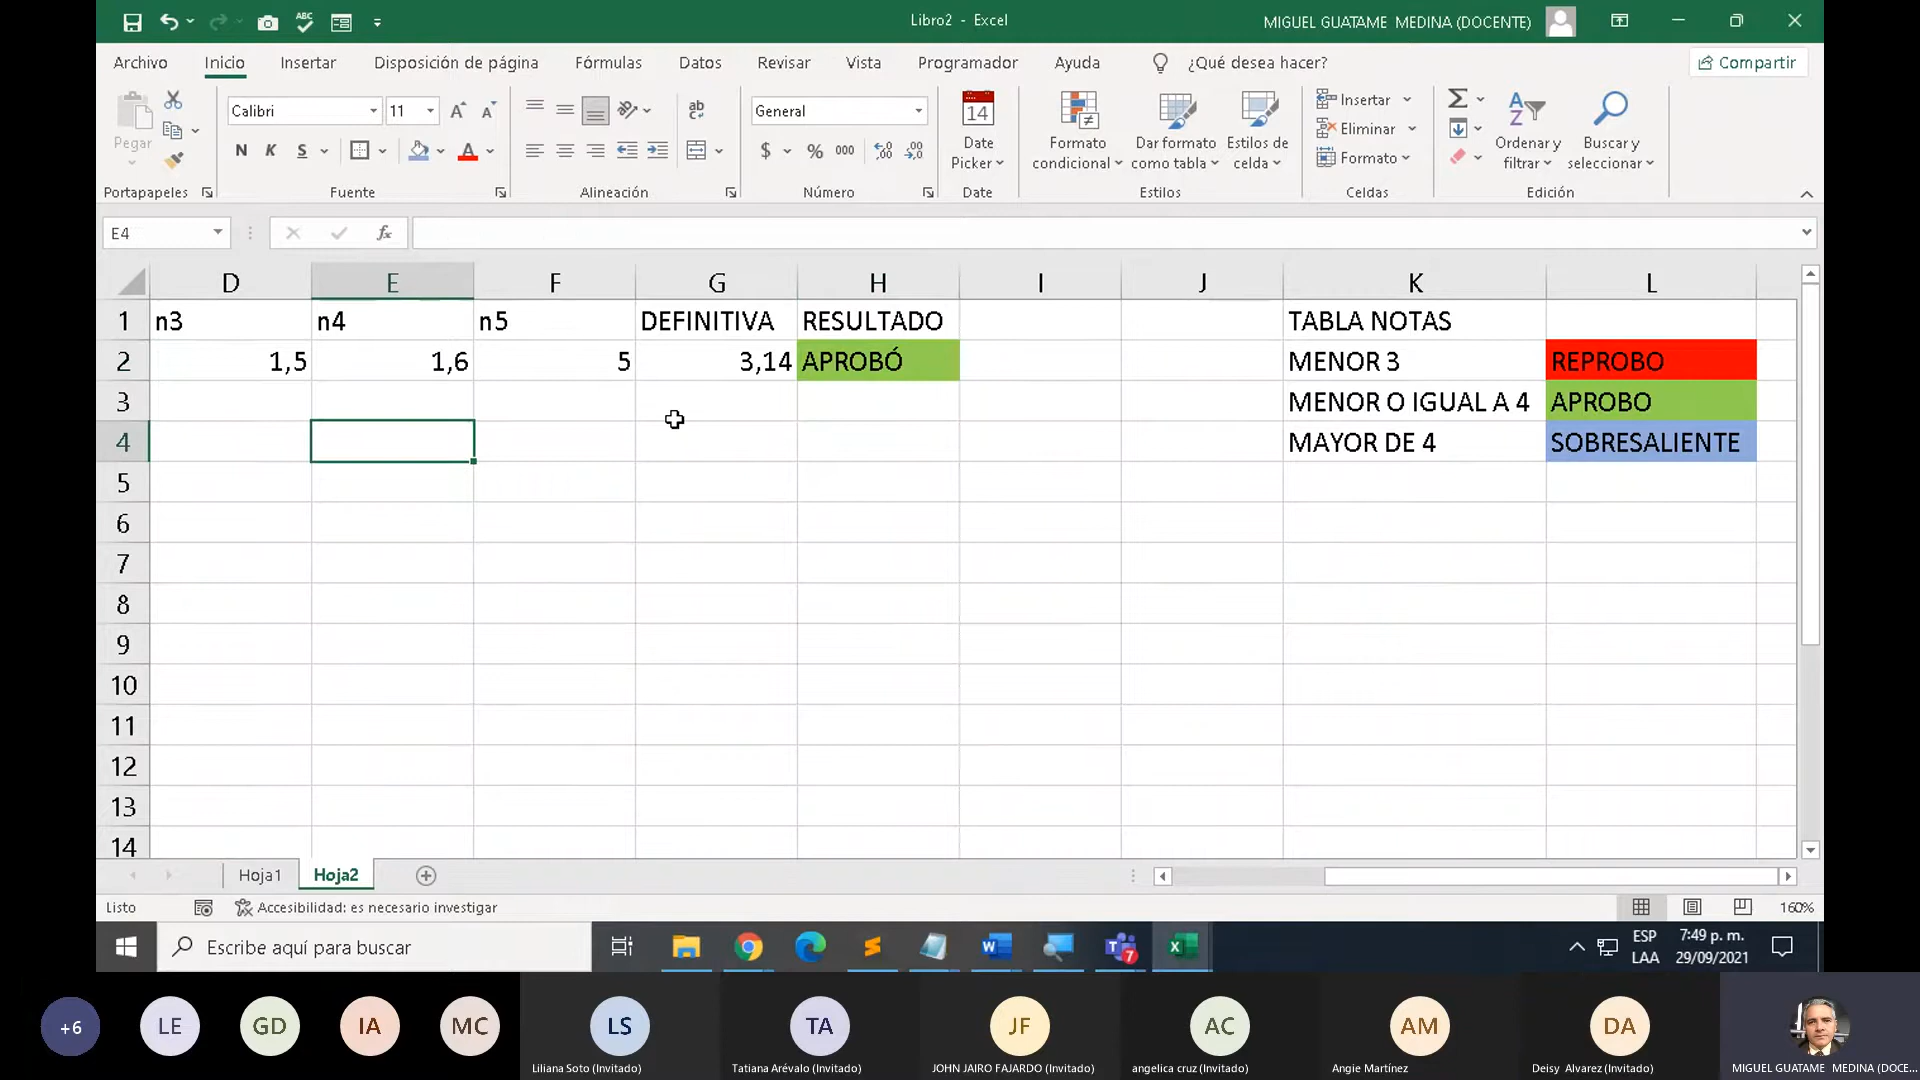 Libro2 - Excel
MIGUEL GUATAME MEDINA (DOCENTE)
Archivo
Inicio
Insertar
Disposición de página
Fórmulas
Datos
Revisar
Vista
Programador
Ayuda
¿Qué desea hacer?
Compartir
Pegar
Portapapeles
Calibri
11
N K S
Fuente
Alineación
General
$ % 000
Número
14
Date Picker
Date
Formato condicional
Dar formato como tabla
Estilos de celda
Estilos
Insertar
Eliminar
Formato
Celdas
Ordenar y filtrar
Buscar y seleccionar
Edición
E4
fx
D E F G H I J K L
1 n3 n4 n5 DEFINITIVA RESULTADO TABLA NOTAS
2 1,5 1,6 5 3,14 APROBÓ MENOR 3 REPROBO
3 MENOR O IGUAL A 4 APROBO
4 MAYOR DE 4 SOBRESALIENTE
5
6
7
8
9
10
11
12
13
14
Hoja1
Hoja2
Listo
Accesibilidad: es necesario investigar
160%
Escribe aquí para buscar
7
ESP
LAA
7:49 p. m.
29/09/2021
+6
LE
GD
IA
MC
LS
TA
JF
AC
AM
DA
Liliana Soto (Invitado)
Tatiana Arévalo (Invitado)
JOHN JAIRO FAJARDO (Invitado)
angelica cruz (Invitado)
Angie Martínez
Deisy Alvarez (Invitado)
MIGUEL GUATAME MEDINA (DOCE...